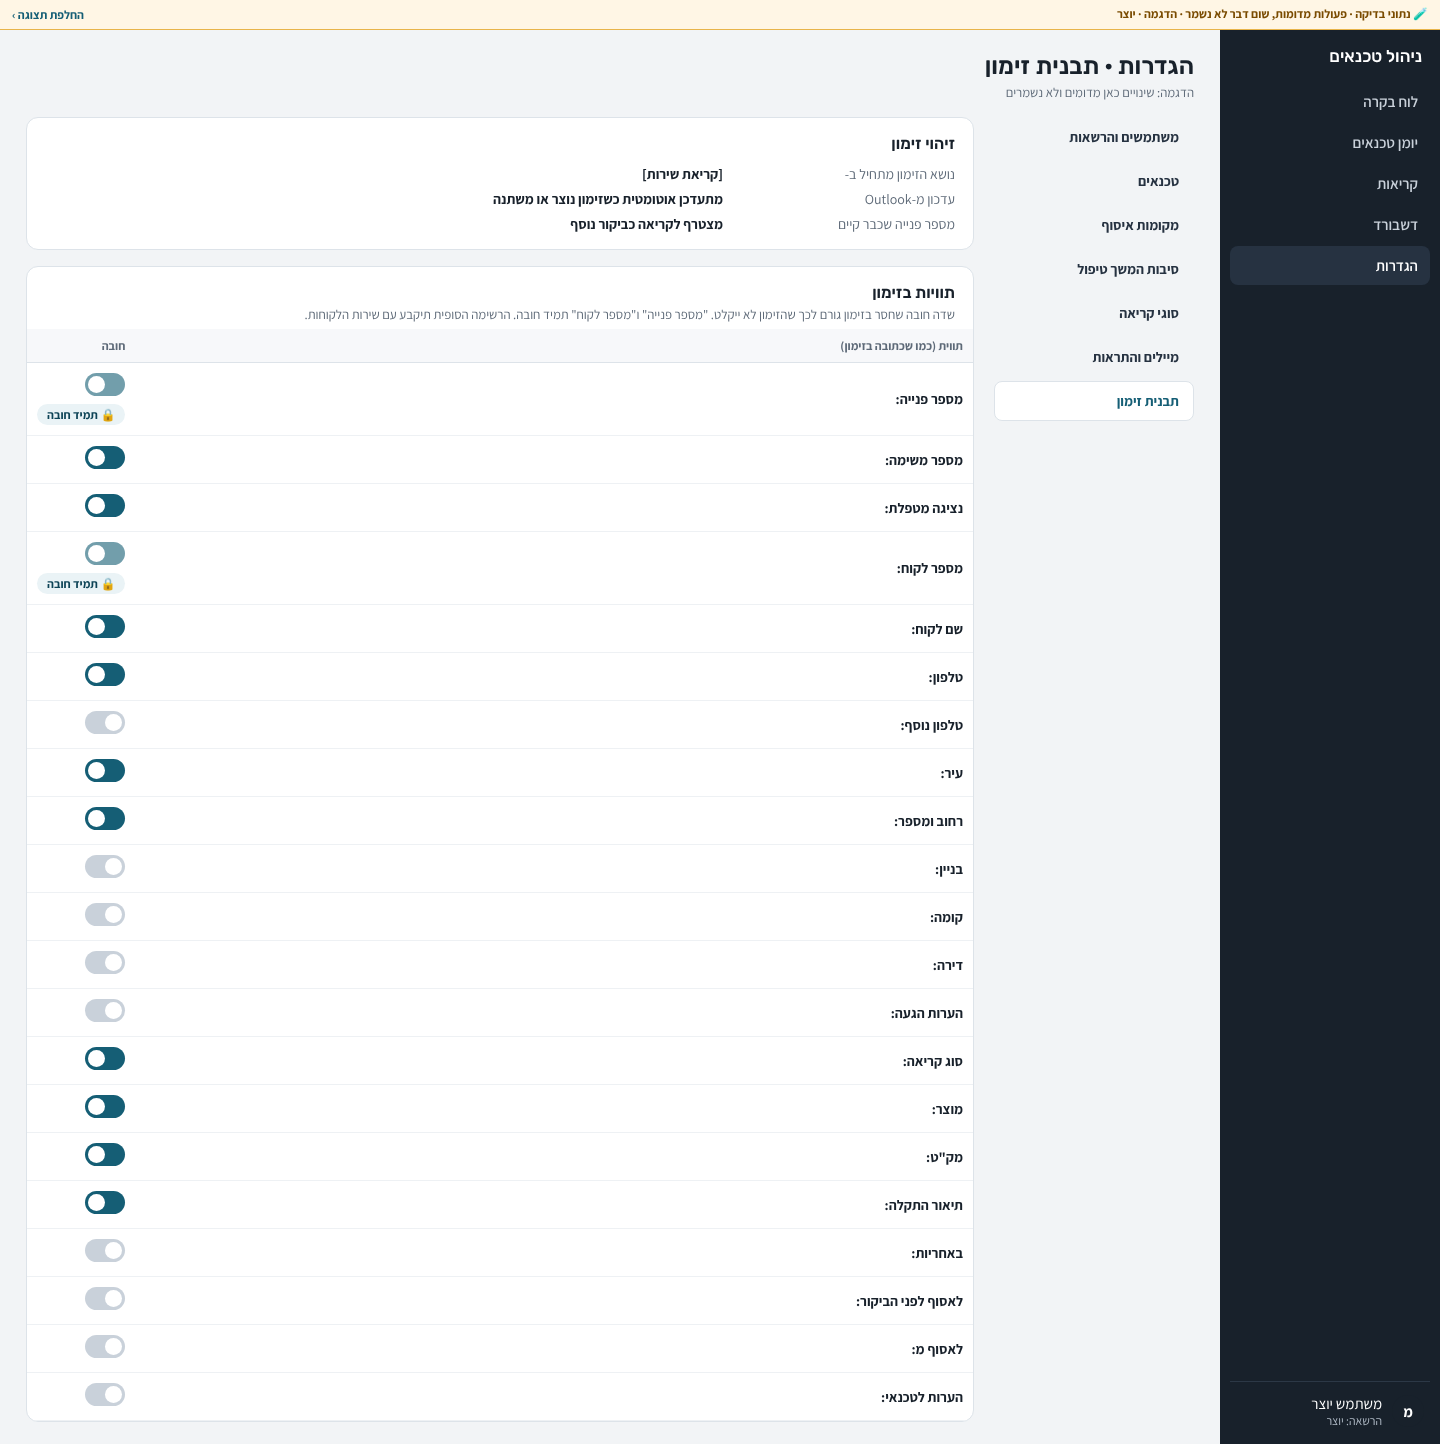 🧪 נתוני בדיקה · פעולות מדומות, שום דבר לא נשמר · הדגמה · יוצר
החלפת תצוגה ›
ניהול טכנאים
לוח בקרה
יומן טכנאים
קריאות
דשבורד
הגדרות
משתמש יוצר
הרשאה: יוצר
מ
הגדרות • תבנית זימון
הדגמה: שינויים כאן מדומים ולא נשמרים
משתמשים והרשאות
טכנאים
מקומות איסוף
סיבות המשך טיפול
סוגי קריאה
מיילים והתראות
תבנית זימון
זיהוי זימון
נושא הזימון מתחיל ב- [קריאת שירות]
עדכון מ-Outlook מתעדכן אוטומטית כשזימון נוצר או משתנה
מספר פנייה שכבר קיים מצטרף לקריאה כביקור נוסף
תוויות בזימון
שדה חובה שחסר בזימון גורם לכך שהזימון לא ייקלט. "מספר פנייה" ו"מספר לקוח" תמיד חובה. הרשימה הסופית תיקבע עם שירות הלקוחות.
תווית (כמו שכתובה בזימון) חובה
מספר פנייה:
🔒 תמיד חובה
מספר משימה:
נציגה מטפלת:
מספר לקוח:
🔒 תמיד חובה
שם לקוח:
טלפון:
טלפון נוסף:
עיר:
רחוב ומספר:
בניין:
קומה:
דירה:
הערות הגעה:
סוג קריאה:
מוצר:
מק"ט:
תיאור התקלה:
באחריות:
לאסוף לפני הביקור:
לאסוף מ:
הערות לטכנאי: